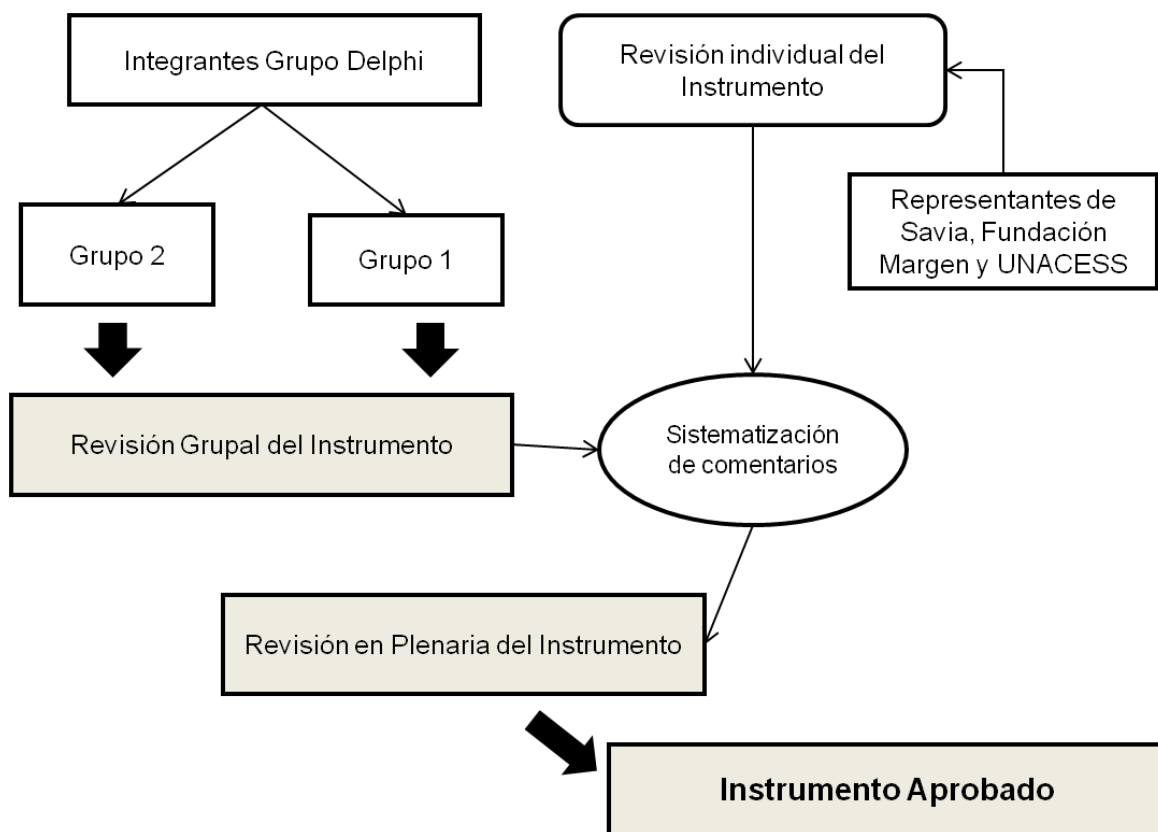 Integrantes Grupo Delphi
Revisión individual del
Instrumento
Grupo 2
Grupo 1
Representantes de
Savia, Fundación
Margen y UNACESS
Revisión Grupal del Instrumento
Sistematización
de comentarios
Revisión en Plenaria del Instrumento
Instrumento Aprobado